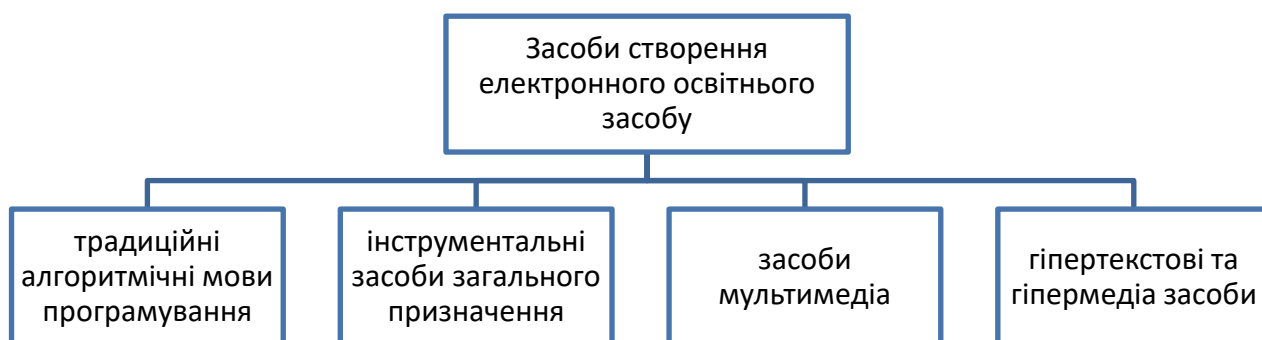 Засоби створення
електронного освітнього
засобу
традиційні
алгоритмічні мови
програмування
інструментальні
засоби загального
призначення
засоби
мультимедіа
гіпертекстові та
гіпермедіа засоби